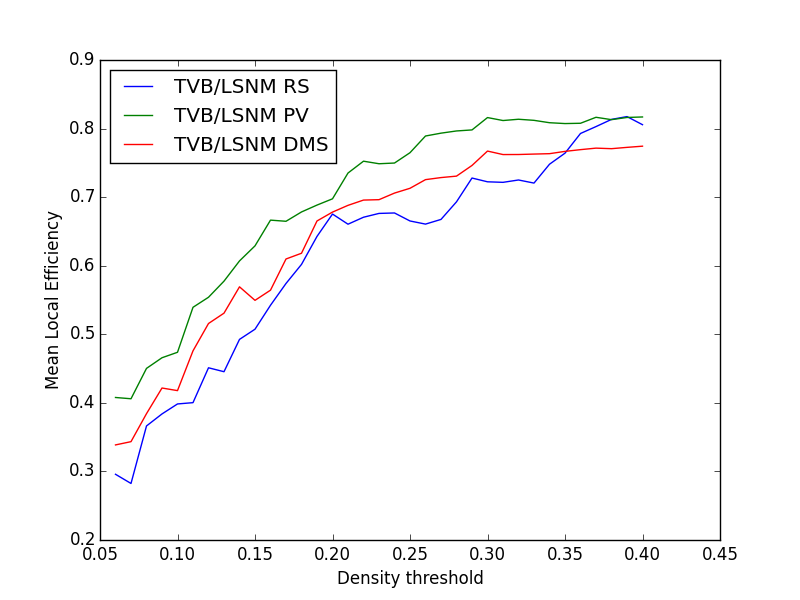 0.9
TVB/LSNM RS
TVB/LSNM PV
TVB/LSNM DMS
0.8
0.7
0.6
0.5
0.4
0.3
0.2
Mean Local Efficiency
0.05 0.10 0.15 0.20 0.25 0.30 0.35 0.40 0.45
Density threshold